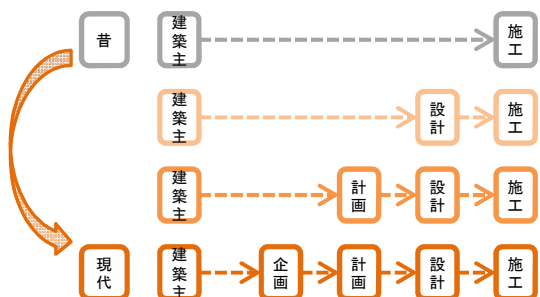 昔 建築主 施工
建築主 設計 施工
建築主 計画 設計 施工
現代 建築主 企画 計画 設計 施工